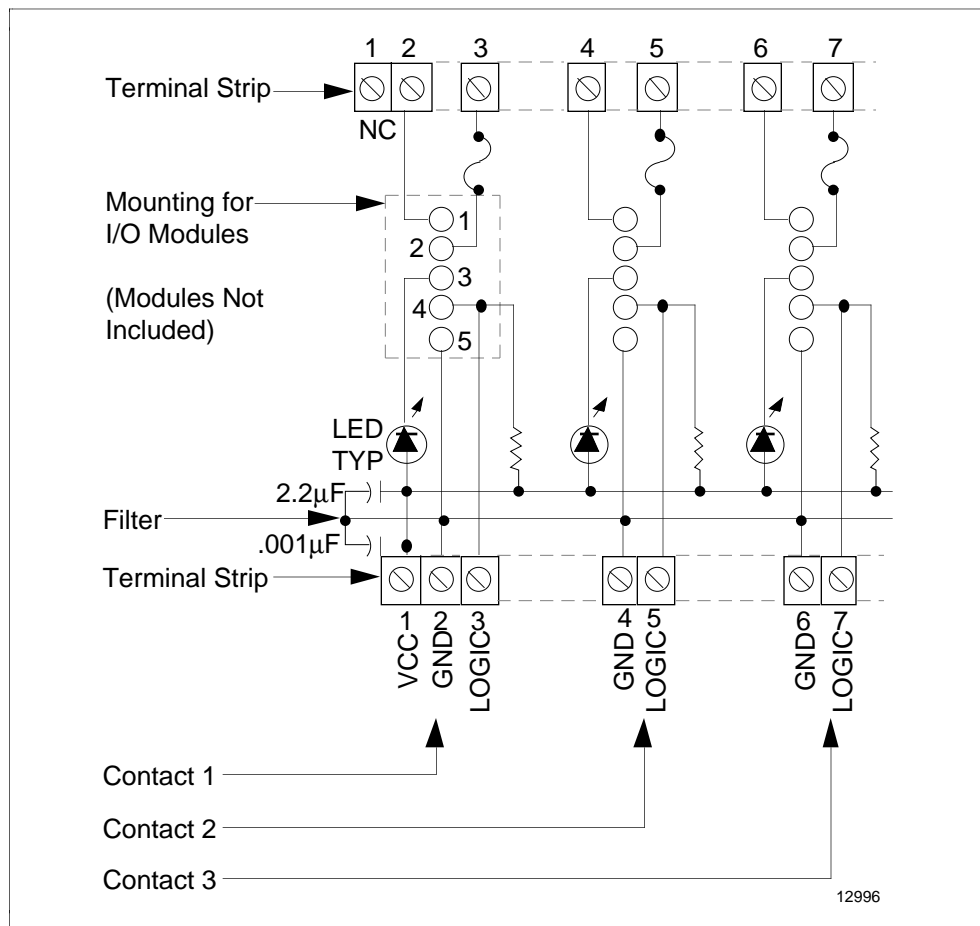 1 2 3 4 5 6 7
Terminal Strip
NC
Mounting for
I/O Modules
(Modules Not
Included)
1
2
3
4
5
LED
TYP
2.2µF
Filter
.001µF
Terminal Strip
1 2 3 4 5 6 7
VCC
GND
LOGIC
GND
LOGIC
GND
LOGIC
Contact 1
Contact 2
Contact 3
12996